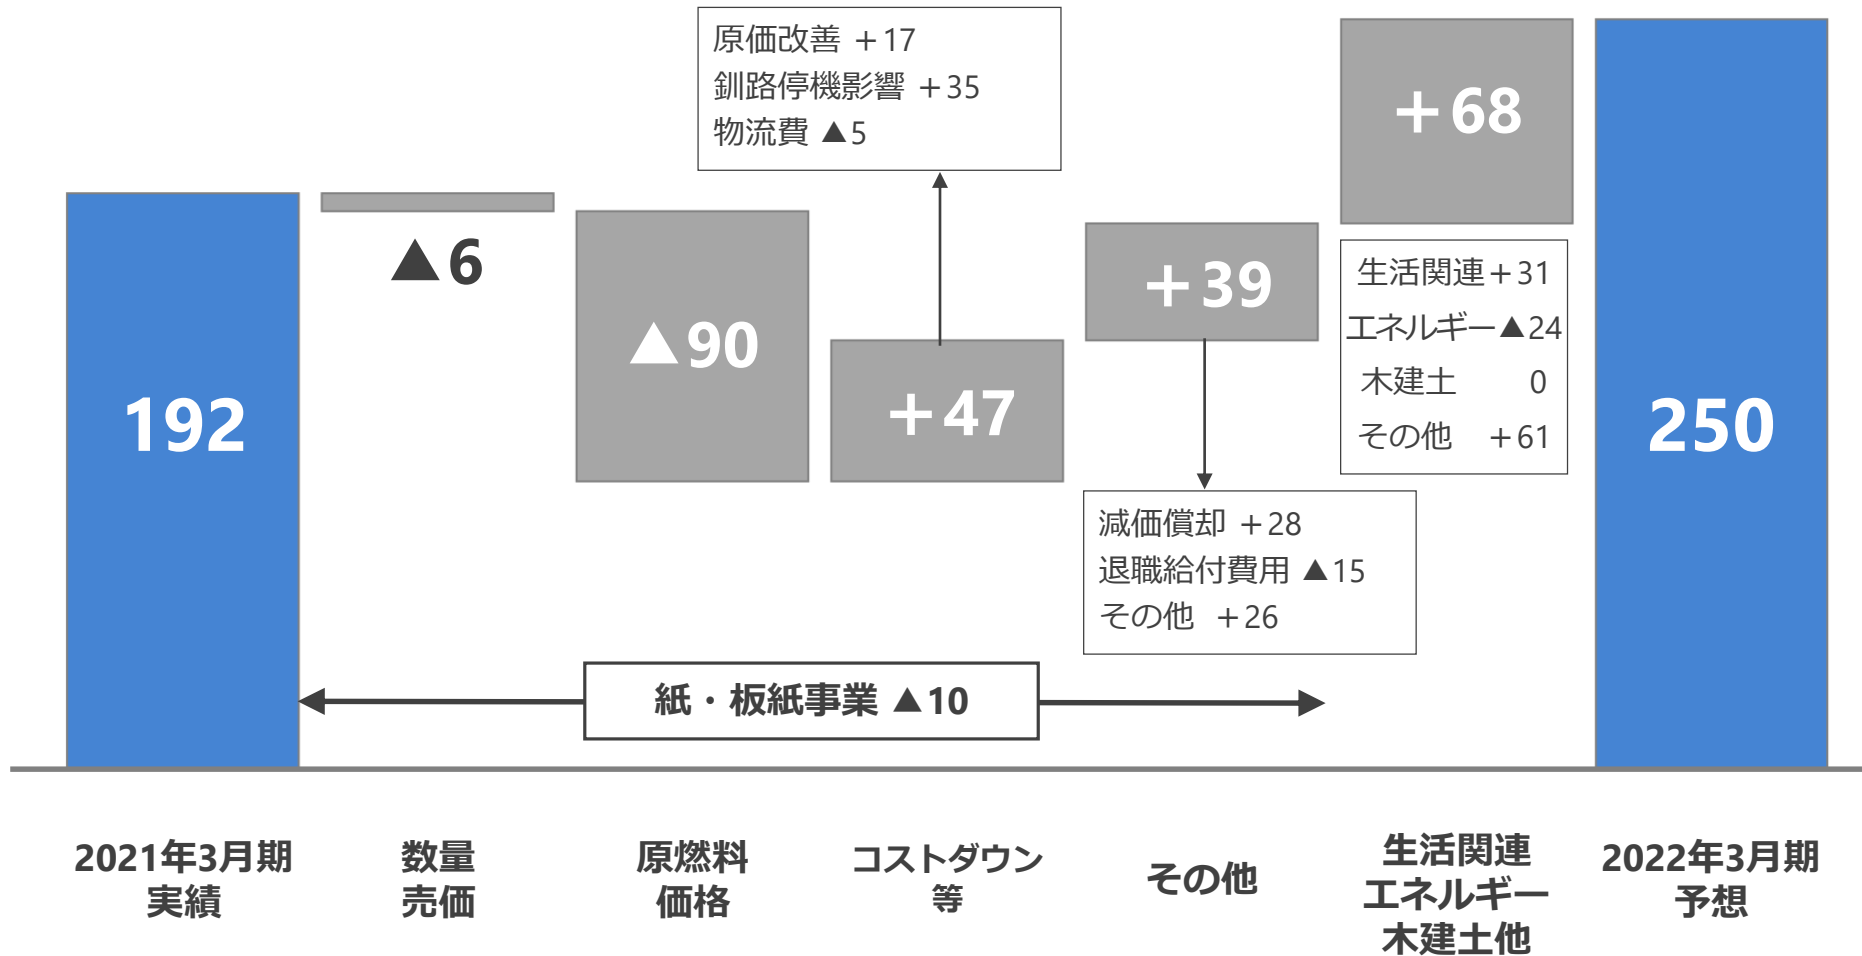 原価改善 +17
釧路停機影響 +35
物流費 ▲5
192
▲6
▲90
+47
+39
+68
250
生活関連+31
エネルギー▲24
木建土 0
その他 +61
減価償却 +28
退職給付費用 ▲15
その他 +26
紙・板紙事業 ▲10
2021年3月期
実績
数量
売価
原燃料
価格
コストダウン
等
その他
生活関連
エネルギー
木建土他
2022年3月期
予想